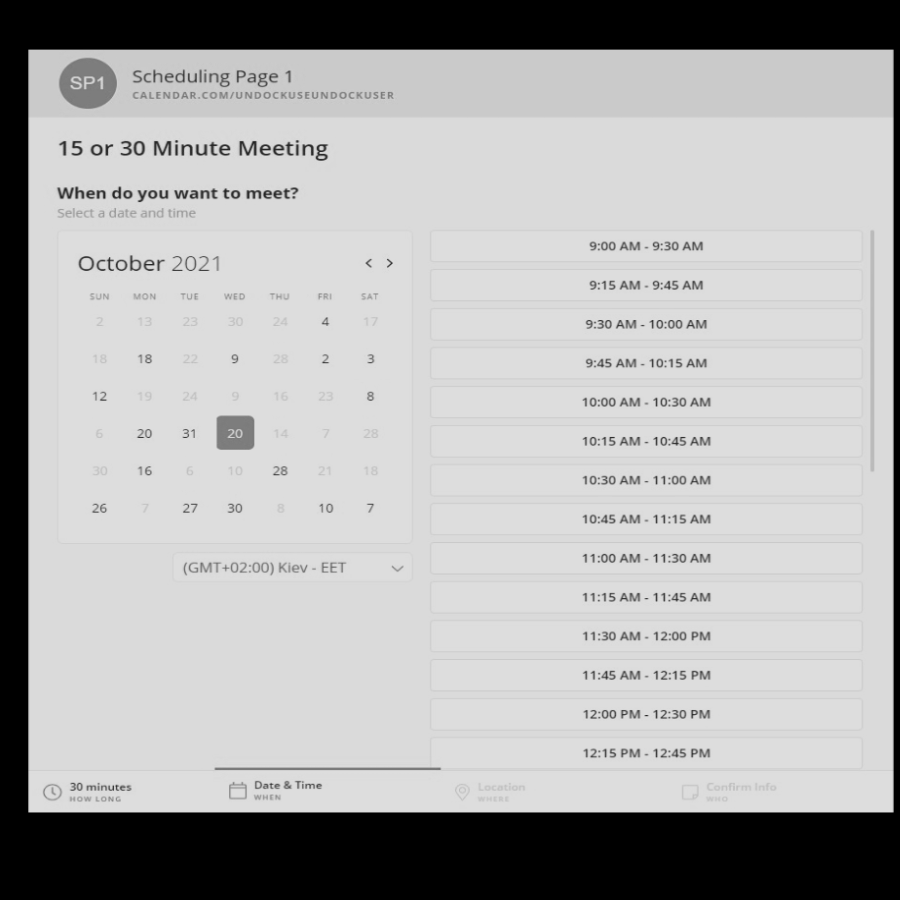 SP1
Scheduling Page 1
CALENDAR.COM/UNDOCKUSEUNDOCKUSER
15 or 30 Minute Meeting
When do you want to meet?
Select a date and time
October 2021 < >
SUN MON TUE WED THU FRI SAT
2 13 23 30 24 4 17
18 18 22 9 28 2 3
12 19 24 9 16 23 8
6 20 31 20 14 7 28
30 16 6 10 28 21 18
26 7 27 30 8 10 7
(GMT+02:00) Kiev - EET
9:00 AM - 9:30 AM
9:15 AM - 9:45 AM
9:30 AM - 10:00 AM
9:45 AM - 10:15 AM
10:00 AM - 10:30 AM
10:15 AM - 10:45 AM
10:30 AM - 11:00 AM
10:45 AM - 11:15 AM
11:00 AM - 11:30 AM
11:15 AM - 11:45 AM
11:30 AM - 12:00 PM
11:45 AM - 12:15 PM
12:00 PM - 12:30 PM
12:15 PM - 12:45 PM
30 minutes
HOW LONG
Date & Time
WHEN
Location
WHERE
Confirm Info
WHO